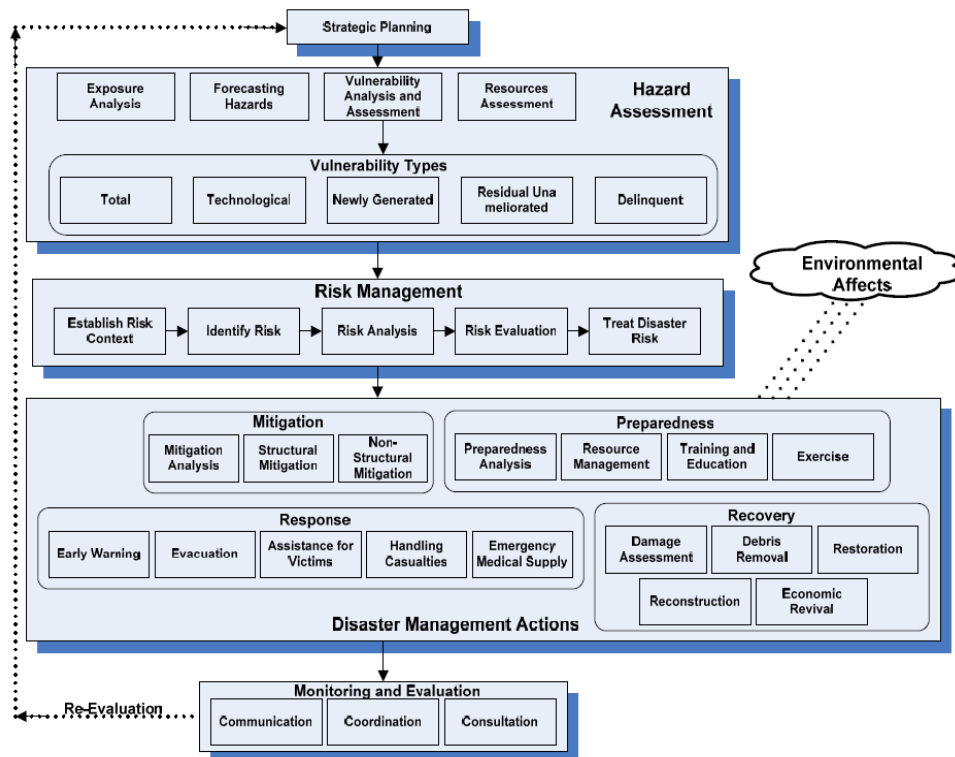 Strategic Planning
Exposure
Analysis
Forecasting
Hazards
Vulnerability
Analysis and
Assessment
Resources
Assessment
Hazard
Assessment
Vulnerability Types
Total
Technological
Newly Generated
Residual Una
meliorated
Delinquent
Environmental
Affects
Risk Management
Establish Risk
Context
Identify Risk
Risk Analysis
Risk Evaluation
Treat Disaster
Risk
Mitigation
Mitigation
Analysis
Structural
Mitigation
Non-
Structural
Mitigation
Preparedness
Preparedness
Analysis
Resource
Management
Training and
Education
Exercise
Response
Early Warning
Evacuation
Assistance for
Victims
Handling
Casualties
Emergency
Medical Supply
Recovery
Damage
Assessment
Debris
Removal
Restoration
Reconstruction
Economic
Revival
Disaster Management Actions
Monitoring and Evaluation
Communication
Coordination
Consultation
Re-Evaluation